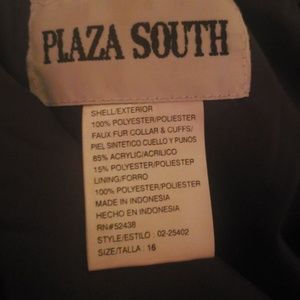 PLAZA SOUTH
SHELL/EXTERIOR
100% POLYESTER/POLIESTER
FAUX FUR COLLAR & CUFFS/
PIEL SINTETICO CUELLO Y PUNOS
85% ACRYLIC/ACRILICO
15% POLYESTER/POLIESTER
LINING/FORRO
100% POLYESTER/POLIESTER
MADE IN INDONESIA
HECHO EN INDONESIA
RN#52438
STYLE/ESTILO : 02-25402
SIZE/TALLA : 16